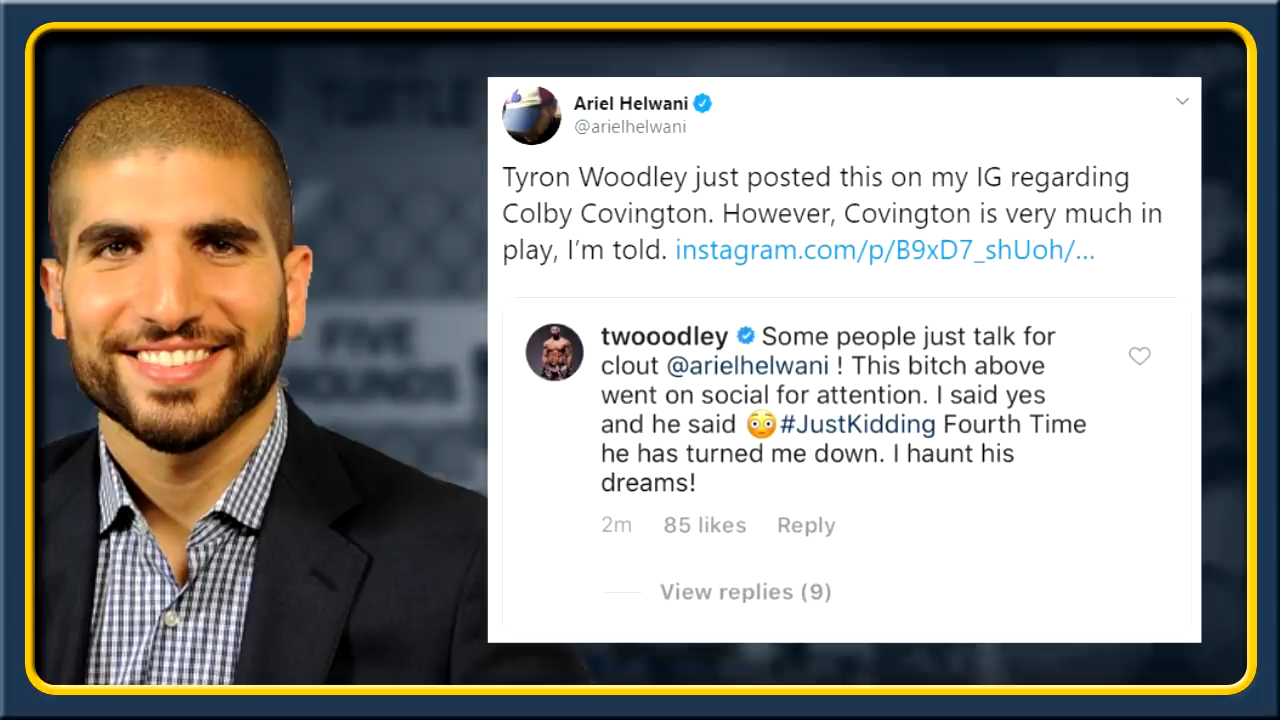 TURTLE
FIVE
ROUNDS
Ariel Helwani
@arielhelwani
Tyron Woodley just posted this on my IG regarding
Colby Covington. However, Covington is very much in
play, I’m told. instagram.com/p/B9xD7_shUoh/...
twooodley Some people just talk for
clout @arielhelwani ! This bitch above
went on social for attention. I said yes
and he said 😳#JustKidding Fourth Time
he has turned me down. I haunt his
dreams!
2m 85 likes Reply
View replies (9)